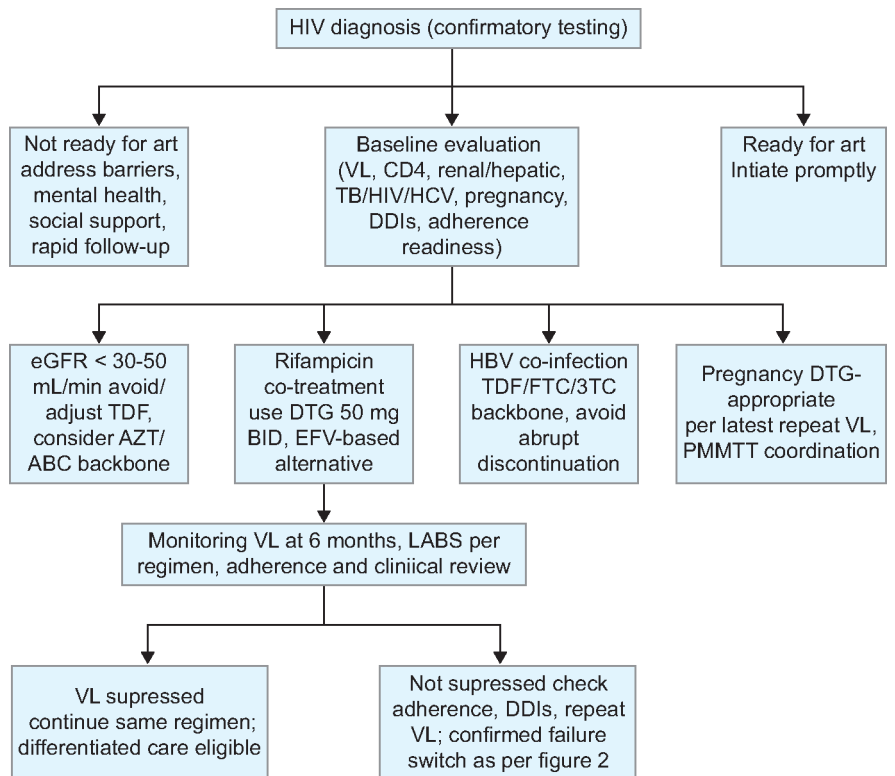 HIV diagnosis (confirmatory testing)
Not ready for art
address barriers,
mental health,
social support,
rapid follow-up
Baseline evaluation
(VL, CD4, renal/hepatic,
TB/HIV/HCV, pregnancy,
DDIs, adherence
readiness)
Ready for art
Intiate promptly
eGFR < 30-50
mL/min avoid/
adjust TDF,
consider AZT/
ABC backbone
Rifampicin
co-treatment
use DTG 50 mg
BID, EFV-based
alternative
HBV co-infection
TDF/FTC/3TC
backbone, avoid
abrupt
discontinuation
Pregnancy DTG-
appropriate
per latest repeat VL,
PMMTT coordination
Monitoring VL at 6 months, LABS per
regimen, adherence and cliniical review
VL supressed
continue same regimen;
differentiated care eligible
Not supressed check
adherence, DDIs, repeat
VL; confirmed failure
switch as per figure 2